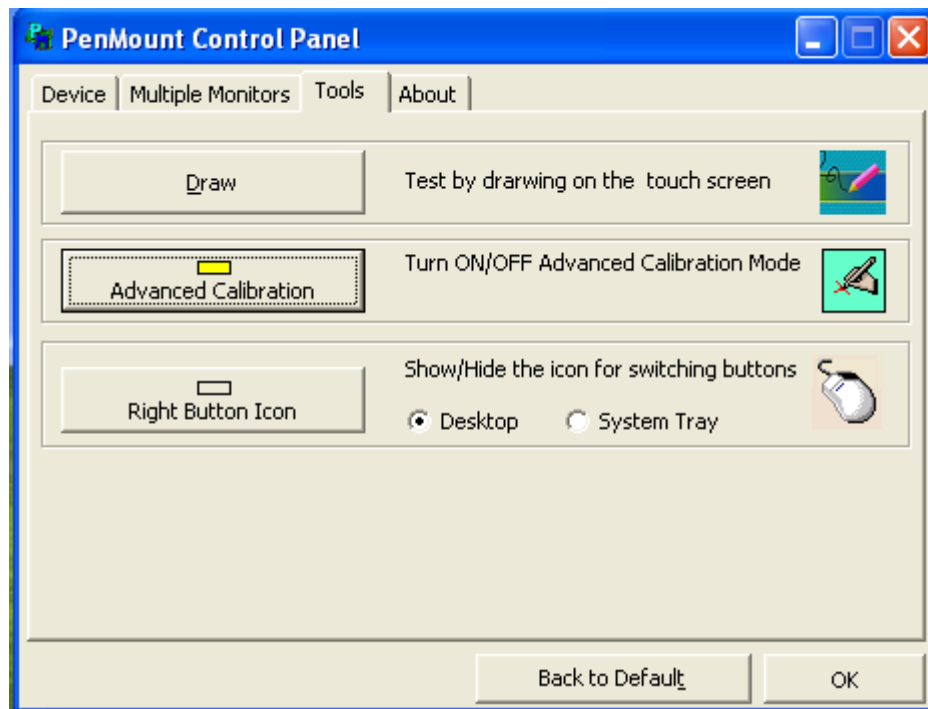 PenMount Control Panel
Device Multiple Monitors Tools About
Draw Test by drarwing on the touch screen
Turn ON/OFF Advanced Calibration Mode
Advanced Calibration
Show/Hide the icon for switching buttons
Right Button Icon
Desktop System Tray
Back to Default OK